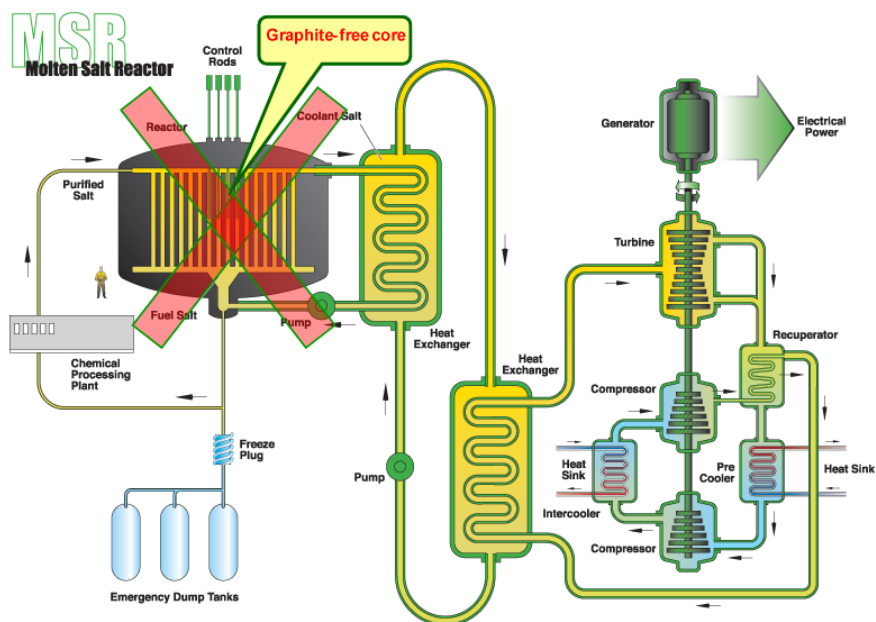 MSR
Molten Salt Reactor
Control
Rods
Graphite-free core
Reactor
Coolant Salt
Purified
Salt
Fuel Salt
Pump
Chemical
Processing
Plant
Freeze
Plug
Emergency Dump Tanks
Heat
Exchanger
Pump
Heat
Exchanger
Generator
Electrical
Power
Turbine
Recuperator
Compressor
Heat
Sink
Intercooler
Pre
Cooler
Heat Sink
Compressor